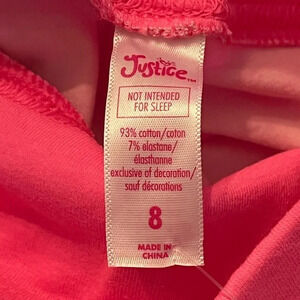 Justice™
NOT INTENDED
FOR SLEEP
93% cotton/coton
7% elastane/
élasthanne
exclusive of decoration/
sauf décorations
8
MADE IN
CHINA